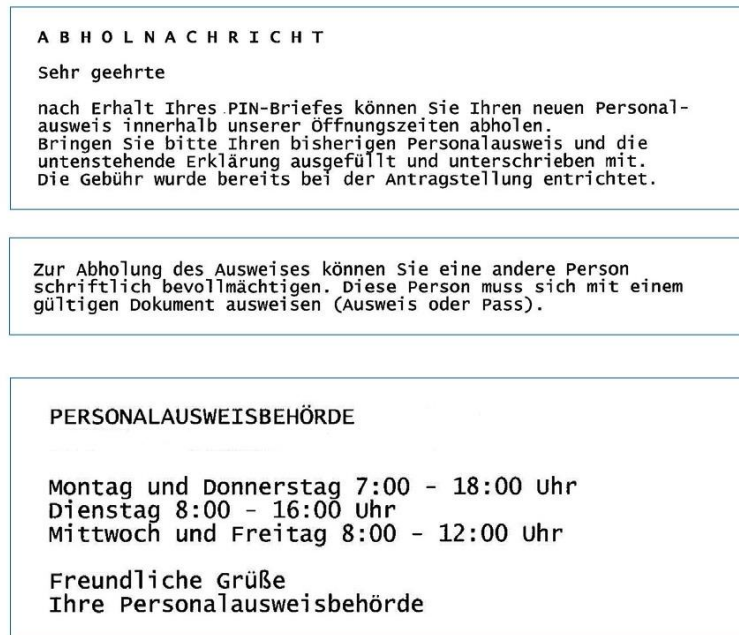 ABHOLNACHRICHT
Sehr geehrte
nach Erhalt Ihres PIN-Briefes können Sie Ihren neuen Personal-
ausweis innerhalb unserer Öffnungszeiten abholen.
Bringen Sie bitte Ihren bisherigen Personalausweis und die
untenstehende Erklärung ausgefüllt und unterschrieben mit.
Die Gebühr wurde bereits bei der Antragstellung entrichtet.
Zur Abholung des Ausweises können Sie eine andere Person
schriftlich bevollmächtigen. Diese Person muss sich mit einem
gültigen Dokument ausweisen (Ausweis oder Pass).
PERSONALAUSWEISBEHÖRDE
Montag und Donnerstag 7:00 - 18:00 Uhr
Dienstag 8:00 - 16:00 Uhr
Mittwoch und Freitag 8:00 - 12:00 Uhr
Freundliche Grüße
Ihre Personalausweisbehörde